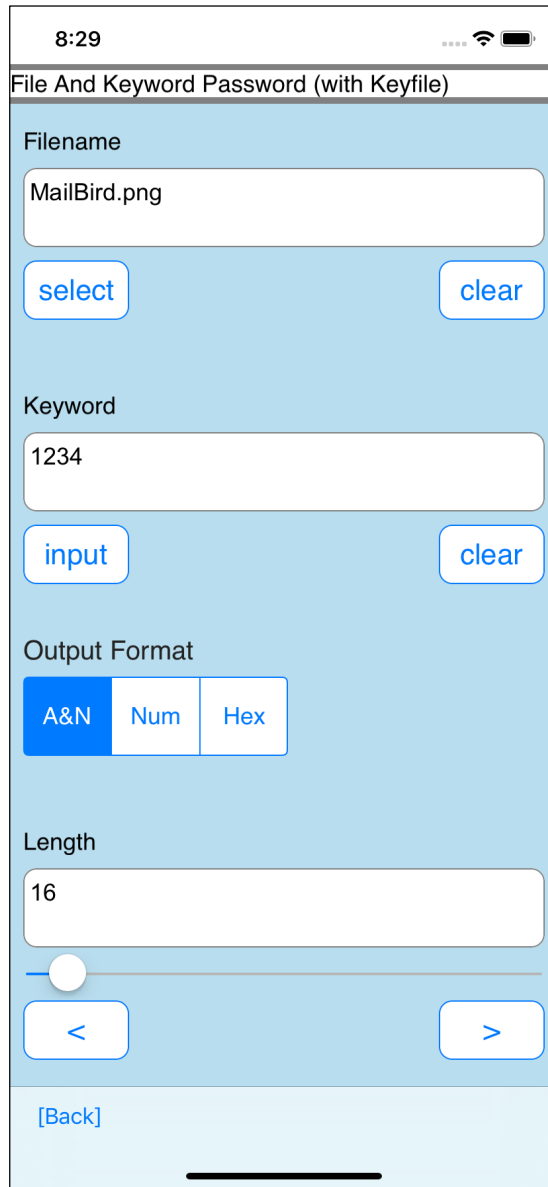 8:29
File And Keyword Password (with Keyfile)
Filename
MailBird.png
select clear
Keyword
1234
input clear
Output Format
A&N Num Hex
Length
16
< >
[Back]